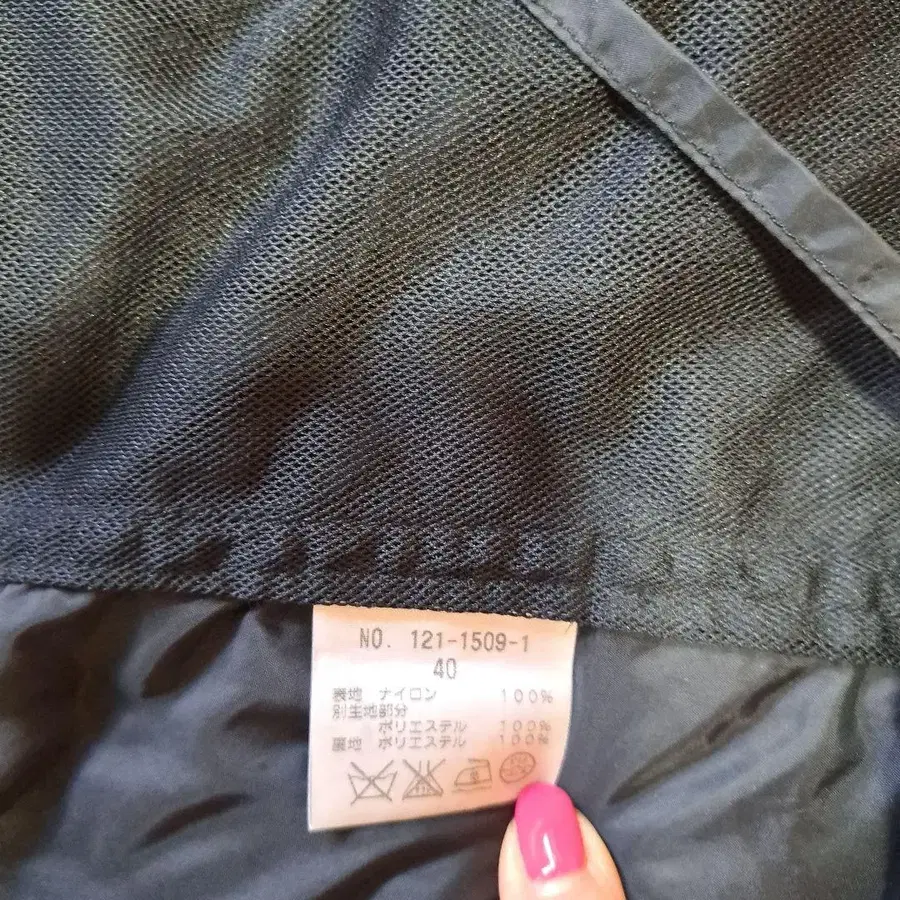 NO. 121-1509-1
40
表地 ナイロン 100%
別生地部分
ポリエステル 100%
裏地 ポリエステル 100%